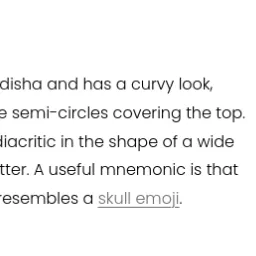 disha and has a curvy look,
e semi-circles covering the top.
diacritic in the shape of a wide
tter. A useful mnemonic is that
resembles a skull emoji.